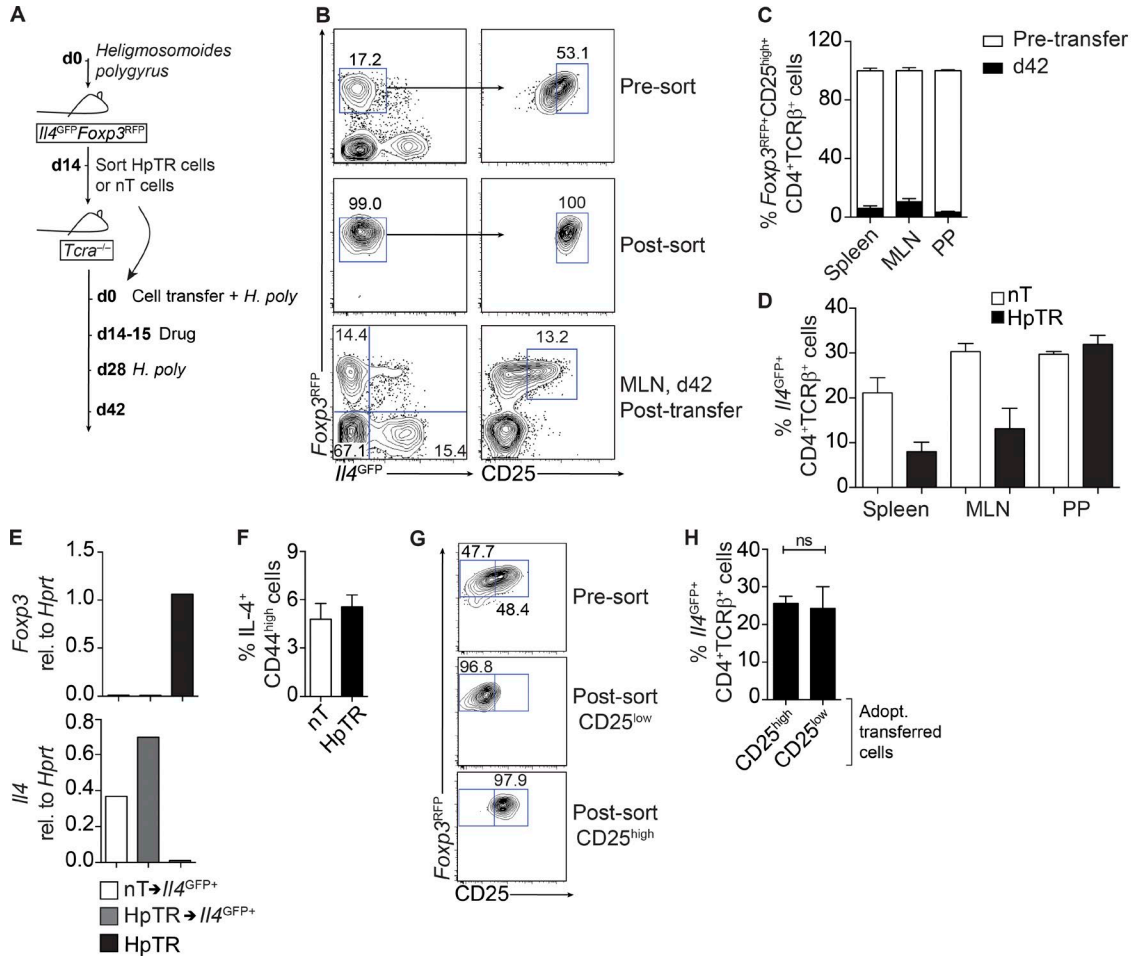 A
d0 Heligmosomoides
polygyrus
Il4GFPFoxp3RFP
d14 Sort HpTR cells
or nT cells
Tcra–/–
d0 Cell transfer + H. poly
d14-15 Drug
d28 H. poly
d42
B
17.2
53.1
Pre-sort
99.0
100
Post-sort
14.4
13.2
67.1
15.4
MLN, d42
Post-transfer
Foxp3RFP
Il4GFP
CD25
C
Pre-transfer
d42
120
80
40
0
% Foxp3RFP+CD25high+
CD4+TCRβ+ cells
Spleen
MLN
PP
D
nT
HpTR
40
30
20
10
0
% Il4GFP+
CD4+TCRβ+ cells
Spleen
MLN
PP
E
1.5
1.0
0.5
0.0
Foxp3
rel. to Hprt
0.8
0.6
0.4
0.2
0.0
Il4
rel. to Hprt
nT➔Il4GFP+
HpTR➔Il4GFP+
HpTR
F
9
6
3
0
% IL-4+
CD44high cells
nT
HpTR
G
47.7
48.4
Pre-sort
96.8
Post-sort
CD25low
97.9
Post-sort
CD25high
Foxp3RFP
CD25
H
ns
40
30
20
10
0
% Il4GFP+
CD4+TCRβ+ cells
CD25high
CD25low
Adopt.
transferred
cells